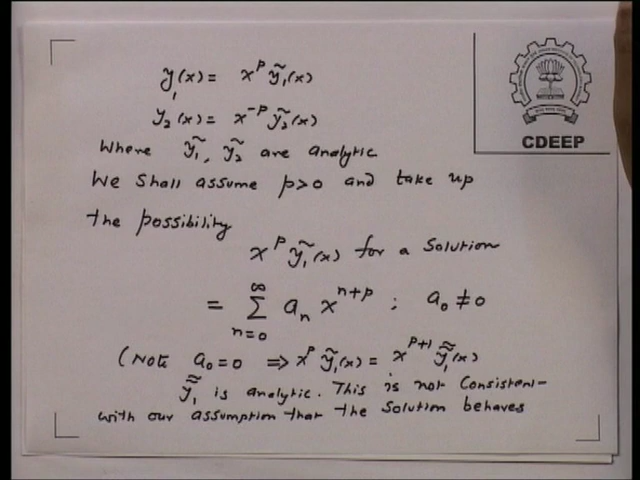 y₁(x) = x^p ỹ₁(x)
y₂(x) = x^-p ỹ₂(x)
Where ỹ₁, ỹ₂ are analytic
We shall assume p>0 and take up
the possibility
x^p ỹ₁(x) for a solution
= ∑_{n=0}^{∞} aₙ x^{n+p} ; a₀ ≠ 0
(Note a₀=0 ⟹ x^p ỹ₁(x) = x^{p+1} ỹ̃₁(x)
ỹ̃₁ is analytic. This is not Consistent
with our assumption that the solution behaves
CDEEP